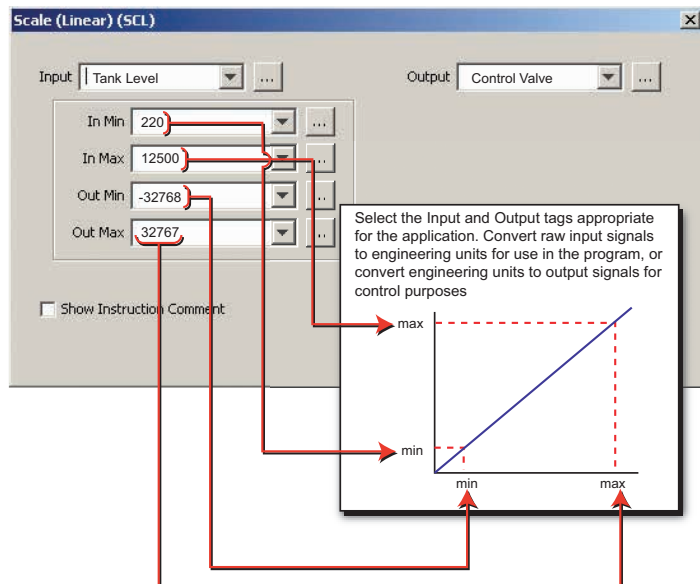 Scale (Linear) (SCL)
Input Tank Level ...
Output Control Valve ...
In Min 220 ...
In Max 12500 ...
Out Min -32768 ...
Out Max 32767 ...
Show Instruction Comment
Select the Input and Output tags appropriate
for the application. Convert raw input signals
to engineering units for use in the program, or
convert engineering units to output signals for
control purposes
max
min
min max